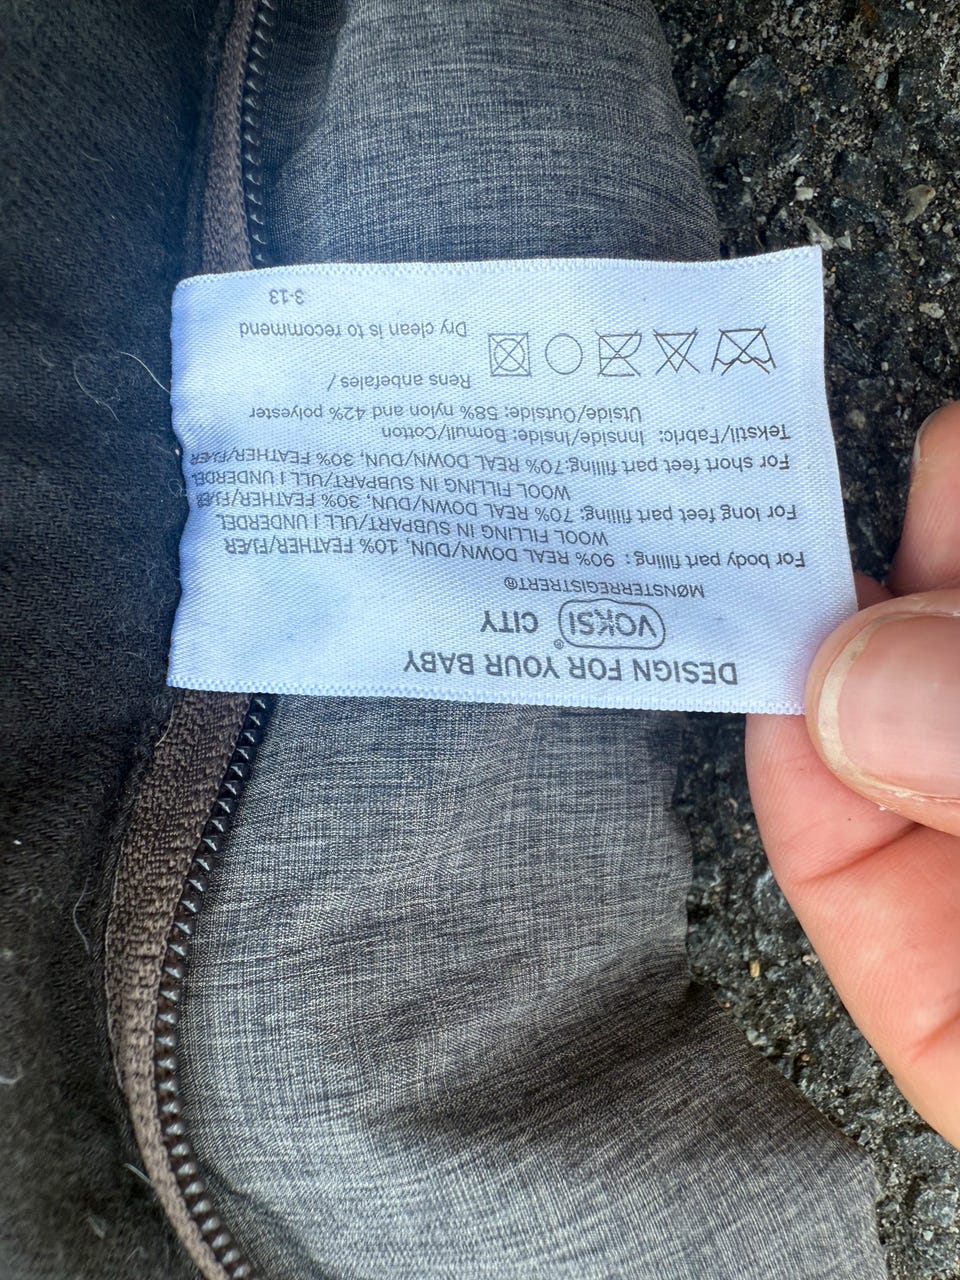 DESIGN FOR YOUR BABY
VOKSI® CITY
MØNSTERREGISTRERT®
For body part filling: 90% REAL DOWN/DUN, 10% FEATHER/FJÆR
WOOL FILLING IN SUBPART/ULL I UNDERDEL
For long feet part filling: 70% REAL DOWN/DUN, 30% FEATHER/FJÆR
WOOL FILLING IN SUBPART/ULL I UNDERDEL
For short feet part filling:70% REAL DOWN/DUN, 30% FEATHER/FJÆR
Tekstil/Fabric: Innside/Inside: Bomull/Cotton
Utside/Outside: 58% nylon and 42% polyester
Rens anbefales /
Dry clean is to recommend
3-13